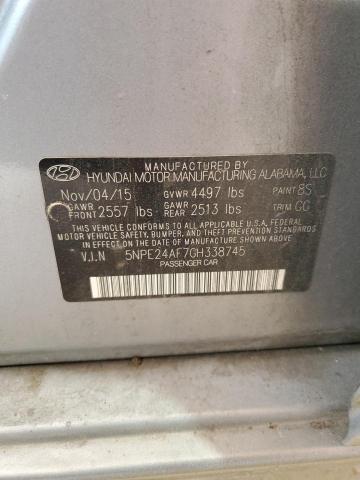 MANUFACTURED BY
HYUNDAI MOTOR MANUFACTURING ALABAMA, LLC
Nov/04/15 GVWR 4497 lbs PAINT 8S
GAWR FRONT 2557 lbs GAWR REAR 2513 lbs TRIM GG
THIS VEHICLE CONFORMS TO ALL APPLICABLE U.S.A. FEDERAL
MOTOR VEHICLE SAFETY, BUMPER, AND THEFT PREVENTION STANDARDS
IN EFFECT ON THE DATE OF MANUFACTURE SHOWN ABOVE.
V.I.N 5NPE24AF7GH338745
PASSENGER CAR